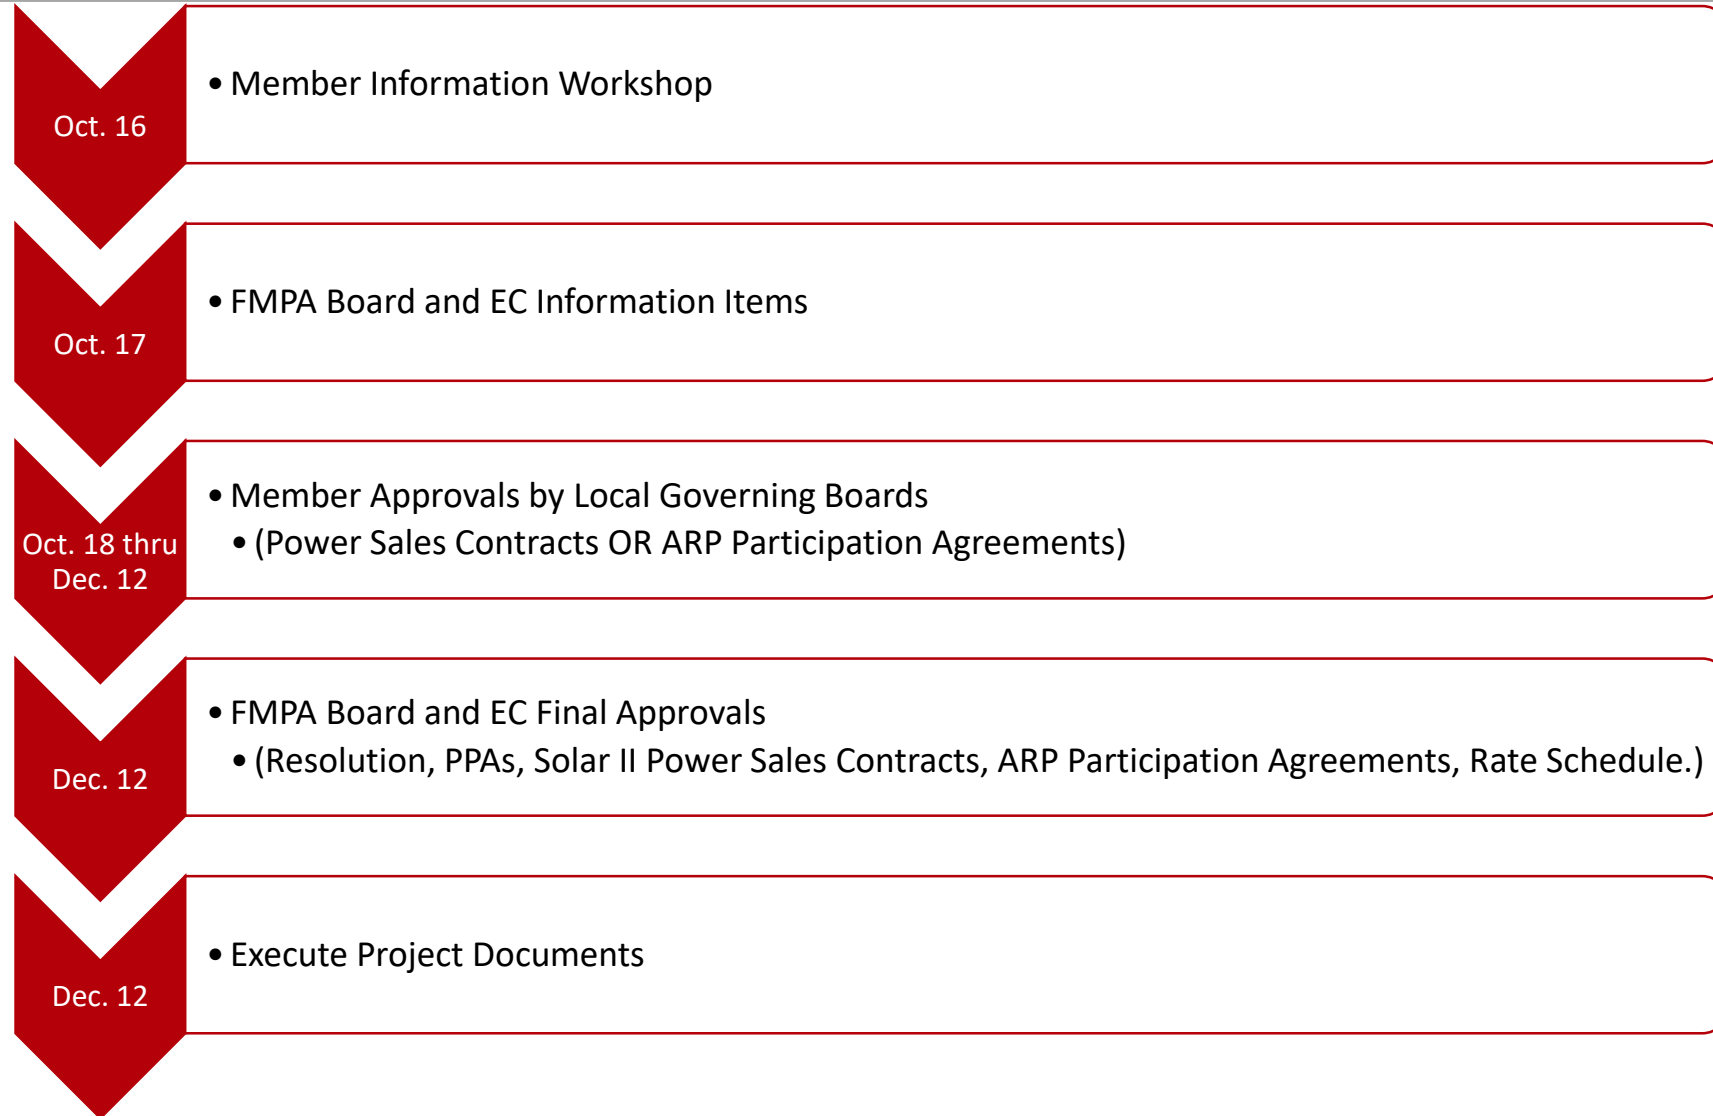 Oct. 16
• Member Information Workshop
Oct. 17
• FMPA Board and EC Information Items
Oct. 18 thru
Dec. 12
• Member Approvals by Local Governing Boards
• (Power Sales Contracts OR ARP Participation Agreements)
Dec. 12
• FMPA Board and EC Final Approvals
• (Resolution, PPAs, Solar II Power Sales Contracts, ARP Participation Agreements, Rate Schedule.)
Dec. 12
• Execute Project Documents